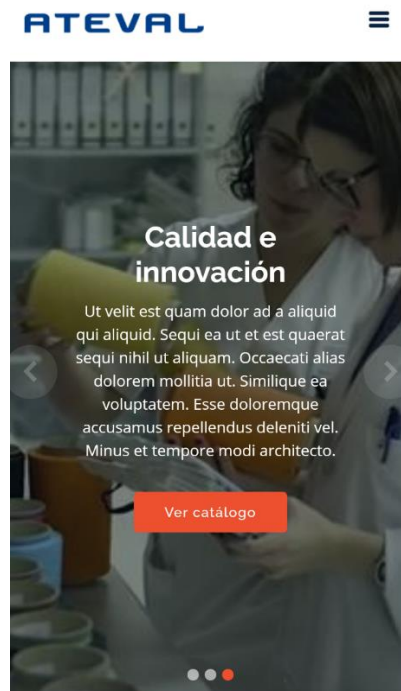 ATEVAL
Calidad e
innovación
Ut velit est quam dolor ad a aliquid
qui aliquid. Sequi ea ut et est quaerat
sequi nihil ut aliquam. Occaecati alias
dolorem mollitia ut. Similique ea
voluptatem. Esse doloremque
accusamus repellendus deleniti vel.
Minus et tempore modi architecto.
Ver catálogo